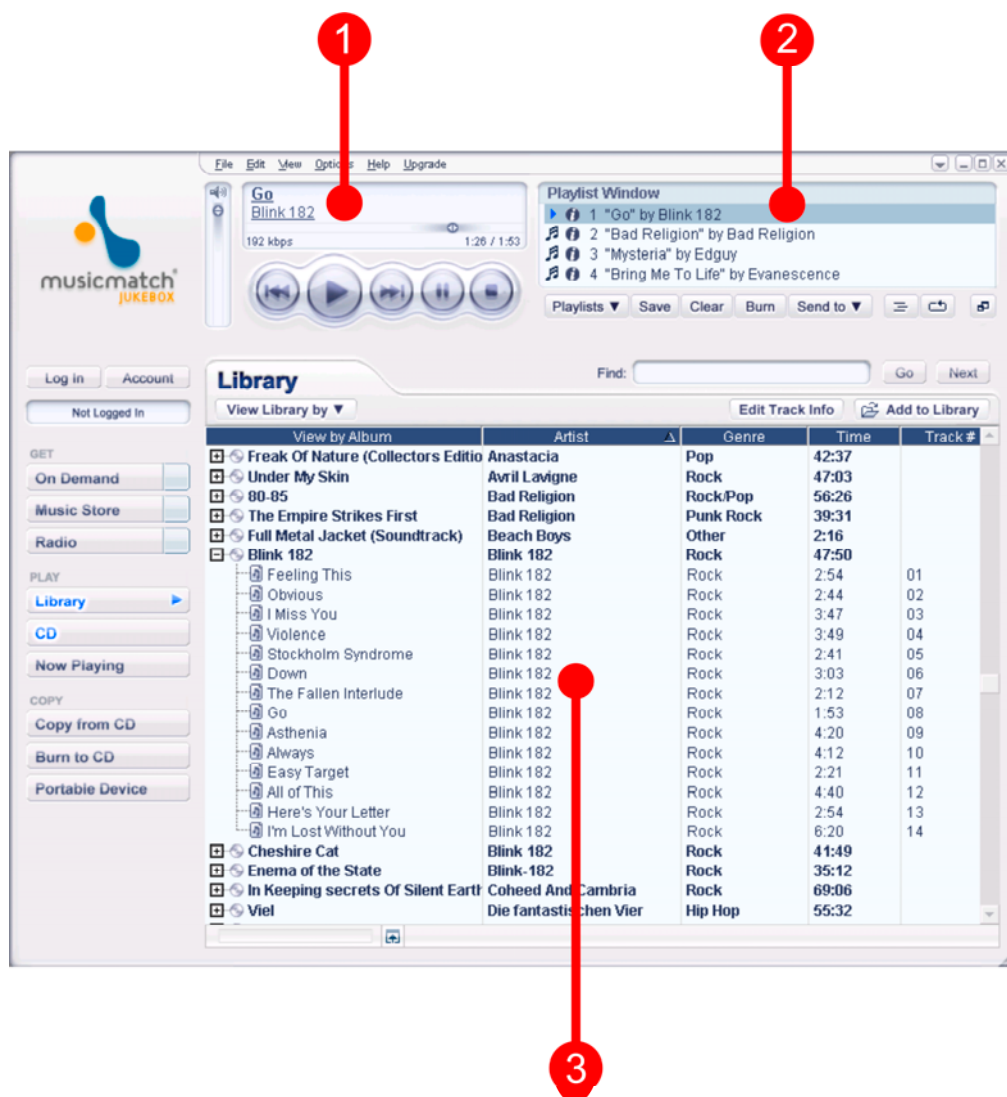 1
2
File Edit View Options Help Upgrade
Go
Blink 182
192 kbps 1:26 / 1:53
Playlist Window
1 "Go" by Blink 182
2 "Bad Religion" by Bad Religion
3 "Mysteria" by Edguy
4 "Bring Me To Life" by Evanescence
Playlists ▼ Save Clear Burn Send to ▼
musicmatch®
JUKEBOX
Log in Account
Not Logged In
GET
On Demand
Music Store
Radio
PLAY
Library
CD
Now Playing
COPY
Copy from CD
Burn to CD
Portable Device
Library
Find: Go Next
View Library by ▼ Edit Track Info Add to Library
View by Album Artist Genre Time Track #
Freak Of Nature (Collectors Editio Anastacia Pop 42:37
Under My Skin Avril Lavigne Rock 47:03
80-85 Bad Religion Rock/Pop 56:26
The Empire Strikes First Bad Religion Punk Rock 39:31
Full Metal Jacket (Soundtrack) Beach Boys Other 2:16
Blink 182 Blink 182 Rock 47:50
Feeling This Blink 182 Rock 2:54 01
Obvious Blink 182 Rock 2:44 02
I Miss You Blink 182 Rock 3:47 03
Violence Blink 182 Rock 3:49 04
Stockholm Syndrome Blink 182 Rock 2:41 05
Down Blink 182 Rock 3:03 06
The Fallen Interlude Blink 182 Rock 2:12 07
Go Blink 182 Rock 1:53 08
Asthenia Blink 182 Rock 4:20 09
Always Blink 182 Rock 4:12 10
Easy Target Blink 182 Rock 2:21 11
All of This Blink 182 Rock 4:40 12
Here's Your Letter Blink 182 Rock 2:54 13
I'm Lost Without You Blink 182 Rock 6:20 14
Cheshire Cat Blink 182 Rock 41:49
Enema of the State Blink-182 Rock 35:12
In Keeping secrets Of Silent Earth Coheed And Cambria Rock 69:06
Viel Die fantastischen Vier Hip Hop 55:32
3